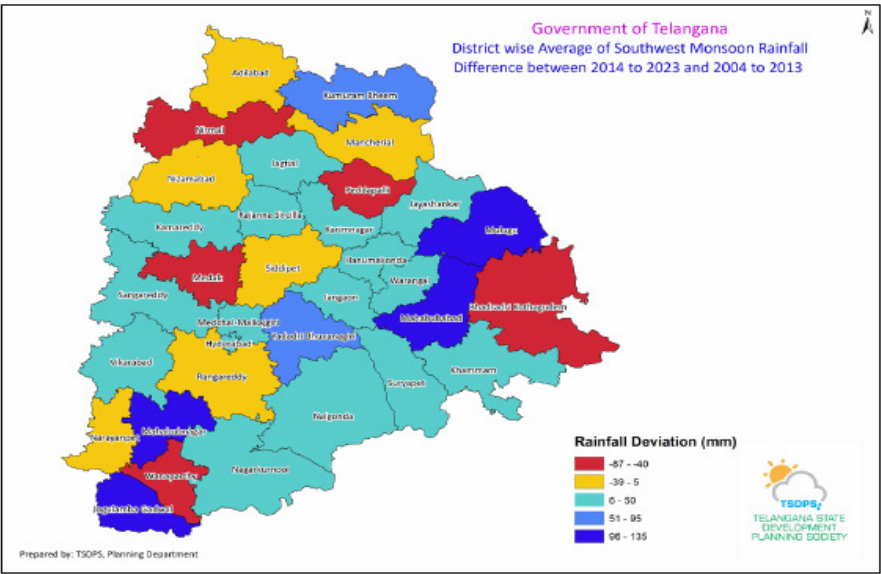 N
Government of Telangana
District wise Average of Southwest Monsoon Rainfall
Difference between 2014 to 2023 and 2004 to 2013
Adilabad
Kumuram Bheem
Nirmal
Mancherial
Jagtial
Nizamabad
Peddapalli
Jayashankar
Rajanna Sircilla
Kamareddy
Karimnagar
Mulugu
Hanumakonda
Siddipet
Medak
Warangal
Sangareddy
Jangaon
Bhadradri Kothagudem
Mahabubabad
Medchal-Malkajgiri
Yadadri Bhuvanagiri
Hyderabad
Vikarabad
Khammam
Rangareddy
Suryapet
Nalgonda
Mahabubnagar
Narayanpet
Nagarkurnool
Wanaparthy
Jogulamba Gadwal
Rainfall Deviation (mm)
-87 - -40
-39 - 5
6 - 50
51 - 95
96 - 135
TSDPS
TELANGANA STATE
DEVELOPMENT
PLANNING SOCIETY
Prepared by: TSDPS, Planning Department